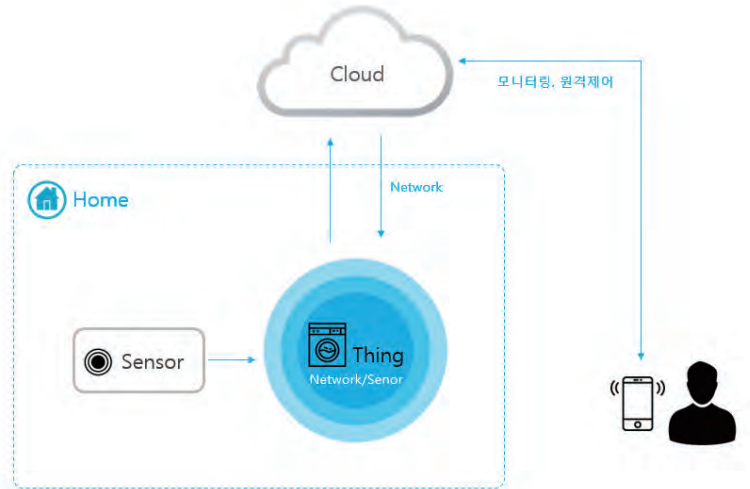 Cloud
모니터링, 원격제어
Network
Home
Sensor
Thing
Network/Senor